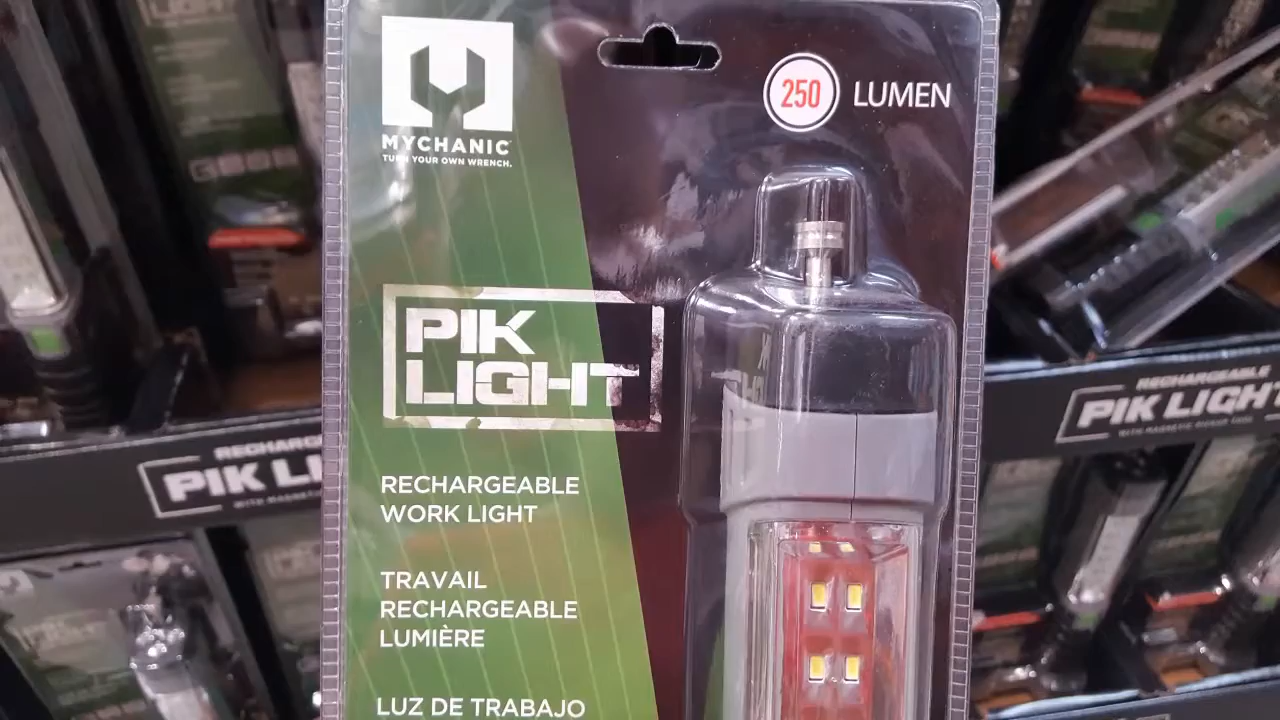 MYCHANIC
TURN YOUR OWN WRENCH.
250 LUMEN
PIK
LIGHT
RECHARGEABLE
WORK LIGHT
TRAVAIL
RECHARGEABLE
LUMIÈRE
LUZ DE TRABAJO
RECHARG
PIK LI
RECHARGEABLE
PIK LIGHT